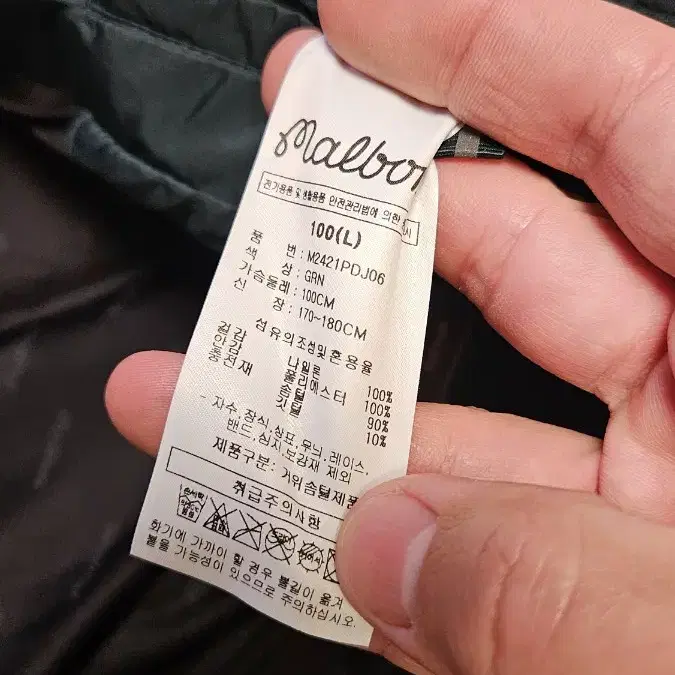 Malbo
전기용품 및 생활용품 안전관리법에 의한 표시
100(L)
품 번 : M2421PDJ06
색 상 : GRN
가슴둘레 : 100CM
신 장 : 170~180CM
섬유의조성및혼용율
겉감 나일론 100%
안감 폴리에스터 100%
충전재 솜털 90%
깃털 10%
- 자수, 장식, 상표, 무늬, 레이스,
밴드, 심지, 보강재 제외
제품구분 : 거위솜털제품
취급주의사항
화기에 가까이 할 경우 불길이 옮겨
붙을 가능성이 있으므로 주의하십시오.